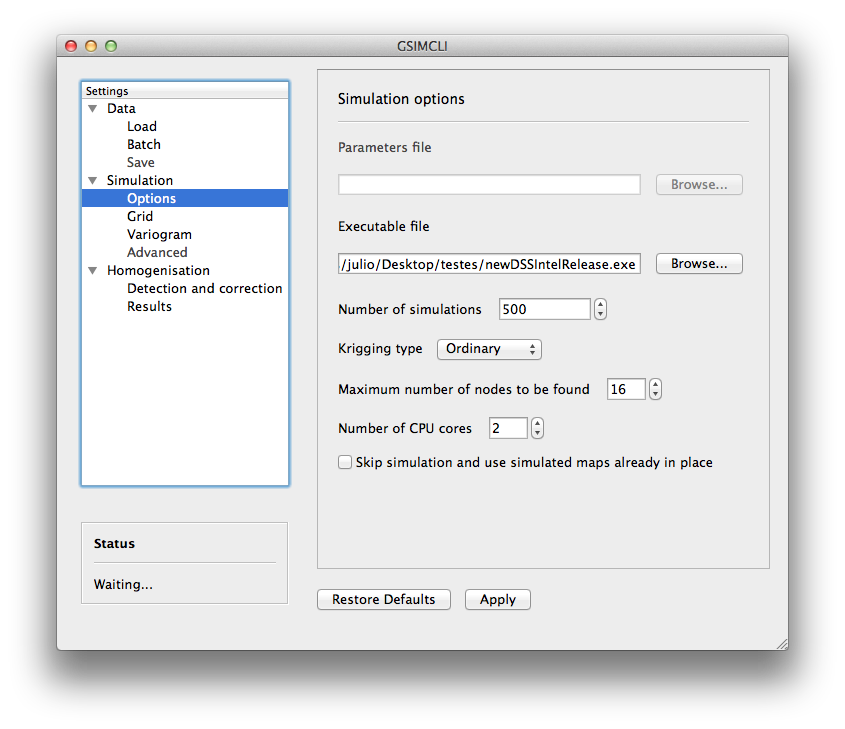 GSIMCLI
Settings
Data
Load
Batch
Save
Simulation
Options
Grid
Variogram
Advanced
Homogenisation
Detection and correction
Results
Status
Waiting...
Simulation options
Parameters file
Browse...
Executable file
/julio/Desktop/testes/newDSSIntelRelease.exe Browse...
Number of simulations 500
Krigging type Ordinary
Maximum number of nodes to be found 16
Number of CPU cores 2
Skip simulation and use simulated maps already in place
Restore Defaults Apply